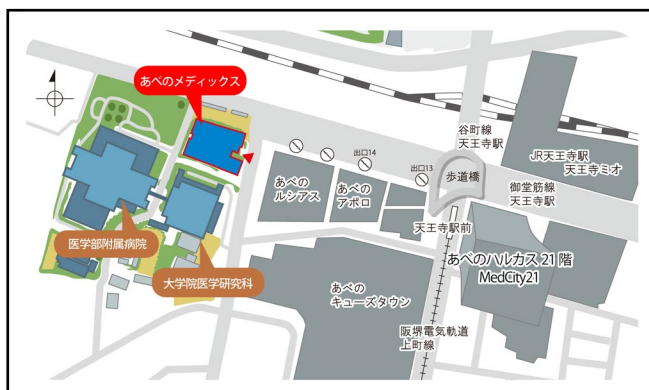 あべのメディックス
谷町線
天王寺駅
JR天王寺駅
天王寺ミオ
出口14
出口13
歩道橋
御堂筋線
天王寺駅
あべの
ルシアス
あべの
アポロ
天王寺駅前
医学部附属病院
あべのハルカス 21 階
MedCity21
大学院医学研究科
あべの
キューズタウン
阪堺電気軌道
上町線